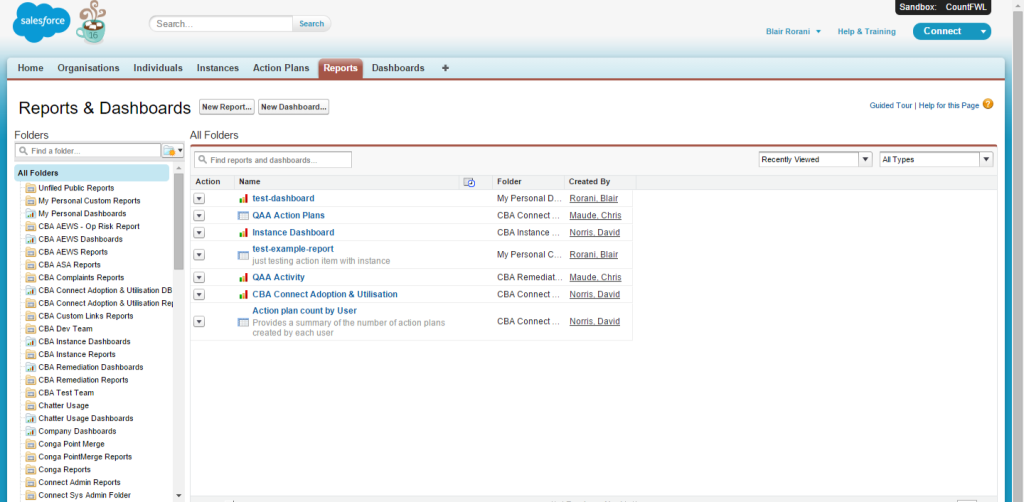 Sandbox: CountFWL
salesforce
16
Search...
Search
Blair Rorani
Help & Training
Connect
Home Organisations Individuals Instances Action Plans Reports Dashboards +
Reports & Dashboards New Report... New Dashboard...
Guided Tour | Help for this Page ?
Folders
Find a folder...
All Folders
Unfiled Public Reports
My Personal Custom Reports
My Personal Dashboards
CBA AEWS - Op Risk Report
CBA AEWS Dashboards
CBA AEWS Reports
CBA ASA Reports
CBA Complaints Reports
CBA Connect Adoption & Utilisation DB
CBA Connect Adoption & Utilisation Rep
CBA Custom Links Reports
CBA Dev Team
CBA Instance Dashboards
CBA Instance Reports
CBA Remediation Dashboards
CBA Remediation Reports
CBA Test Team
Chatter Usage
Chatter Usage Dashboards
Company Dashboards
Conga Point Merge
Conga PointMerge Reports
Conga Reports
Connect Admin Reports
Connect Sys Admin Folder
All Folders
Find reports and dashboards...
Recently Viewed
All Types
Action Name Folder Created By
test-dashboard My Personal D... Rorani, Blair
QAA Action Plans CBA Connect ... Maude, Chris
Instance Dashboard CBA Instance ... Norris, David
test-example-report My Personal C... Rorani, Blair
just testing action item with instance
QAA Activity CBA Remediat... Maude, Chris
CBA Connect Adoption & Utilisation CBA Connect ... Norris, David
Action plan count by User CBA Connect ... Norris, David
Provides a summary of the number of action plans
created by each user